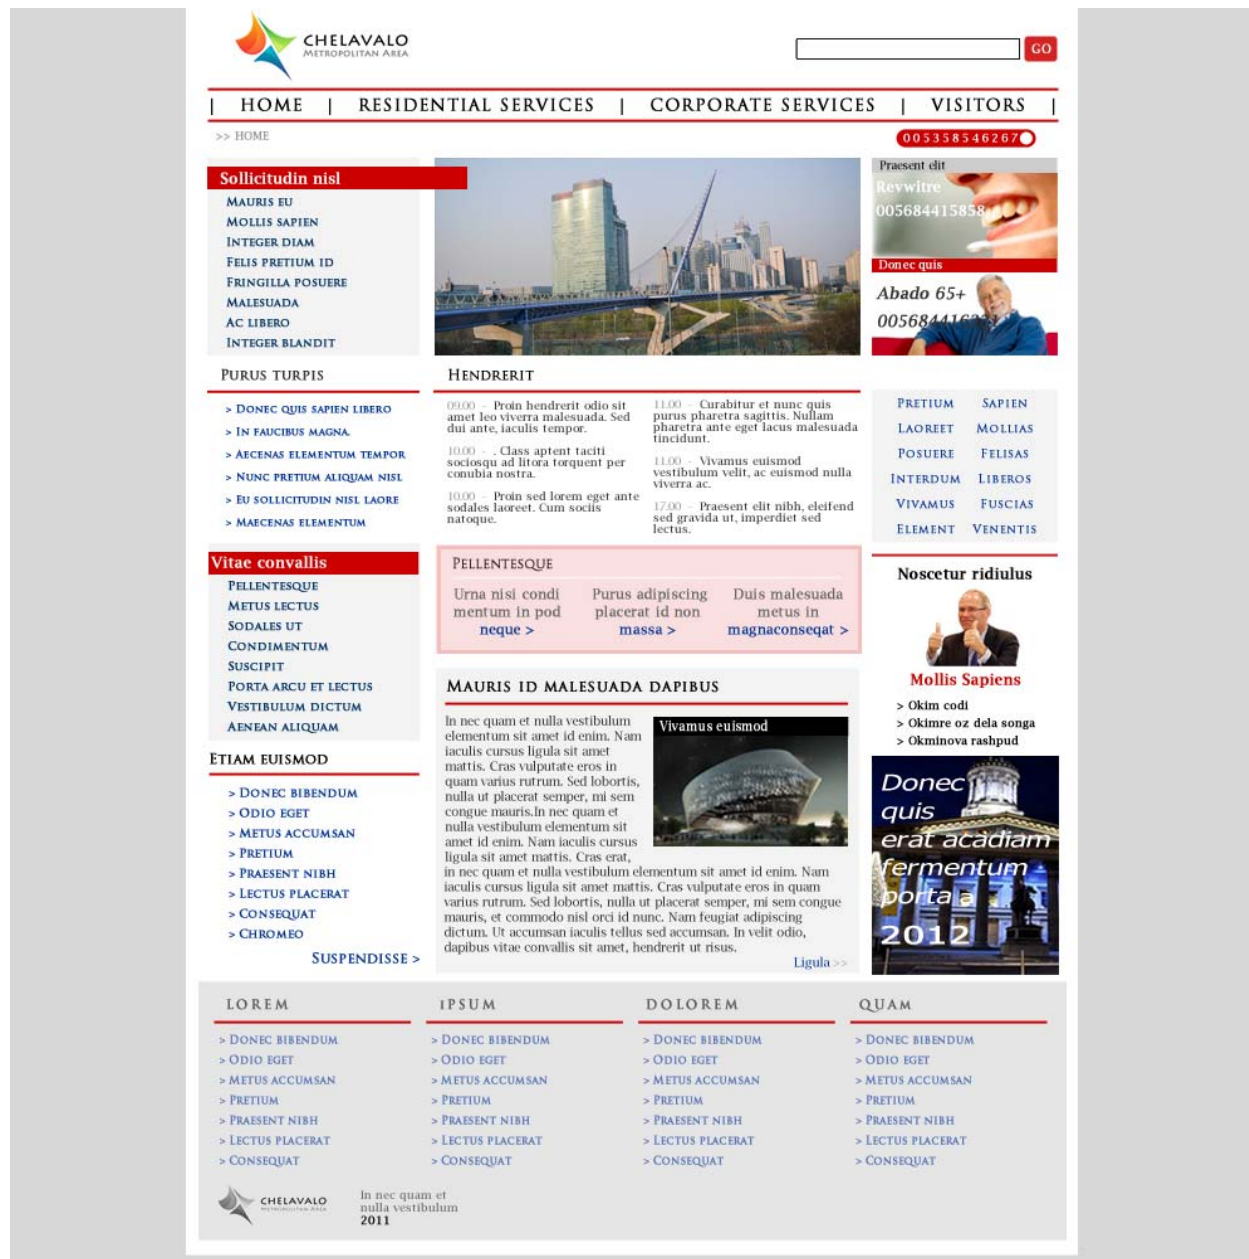 CHELAVALO
METROPOLITAN AREA
GO
| HOME | RESIDENTIAL SERVICES | CORPORATE SERVICES | VISITORS |
>> HOME
005358546267
Sollicitudin nisl
MAURIS EU
MOLLIS SAPIEN
INTEGER DIAM
FELIS PRETIUM ID
FRINGILLA POSUERE
MALESUADA
AC LIBERO
INTEGER BLANDIT
Praesent elit
Revwitre
005684415858
Donec quis
Abado 65+
PURUS TURPIS
> DONEC QUIS SAPIEN LIBERO
> IN FAUCIBUS MAGNA.
> AECENAS ELEMENTUM TEMPOR
> NUNC PRETIUM ALIQUAM NISL
> EU SOLLICITUDIN NISL LAORE
> MAECENAS ELEMENTUM
HENDRERIT
09.00 - Proin hendrerit odio sit
amet leo viverra malesuada. Sed
dui ante, iaculis tempor.
10.00 - . Class aptent taciti
sociosqu ad litora torquent per
conubia nostra.
10.00 - Proin sed lorem eget ante
sodales laoreet. Cum sociis
natoque.
11.00 - Curabitur et nunc quis
purus pharetra sagittis. Nullam
pharetra ante eget lacus malesuada
tincidunt.
11.00 - Vivamus euismod
vestibulum velit, ac euismod nulla
viverra ac.
17.00 - Praesent elit nibh, eleifend
sed gravida ut, imperdiet sed
lectus.
PRETIUM SAPIEN
LAOREET MOLLIAS
POSUERE FELISAS
INTERDUM LIBEROS
VIVAMUS FUSCIAS
ELEMENT VENENTIS
Vitae convallis
PELLENTESQUE
METUS LECTUS
SODALES UT
CONDIMENTUM
SUSCIPIT
PORTA ARCU ET LECTUS
VESTIBULUM DICTUM
AENEAN ALIQUAM
PELLENTESQUE
Urna nisi condi
mentum in pod
neque >
Purus adipiscing
placerat id non
massa >
Duis malesuada
metus in
magnaconseqat >
Noscetur ridiulus
Mollis Sapiens
> Okim codi
> Okimre oz dela songa
> Okminova rashpud
ETIAM EUISMOD
> DONEC BIBENDUM
> ODIO EGET
> METUS ACCUMSAN
> PRETIUM
> PRAESENT NIBH
> LECTUS PLACERAT
> CONSEQUAT
> CHROMEO
SUSPENDISSE >
MAURIS ID MALESUADA DAPIBUS
In nec quam et nulla vestibulum
elementum sit amet id enim. Nam
iaculis cursus ligula sit amet
mattis. Cras vulputate eros in
quam varius rutrum. Sed lobortis,
nulla ut placerat semper, mi sem
congue mauris.In nec quam et
nulla vestibulum elementum sit
amet id enim. Nam iaculis cursus
ligula sit amet mattis. Cras erat,
in nec quam et nulla vestibulum elementum sit amet id enim. Nam
iaculis cursus ligula sit amet mattis. Cras vulputate eros in quam
varius rutrum. Sed lobortis, nulla ut placerat semper, mi sem congue
mauris, et commodo nisl orci id nunc. Nam feugiat adipiscing
dictum. Ut accumsan iaculis tellus sed accumsan. In velit odio,
dapibus vitae convallis sit amet, hendrerit ut risus.
Vivamus euismod
Ligula >>
Donec
quis
erat acadiam
fermentum
porta a
2012
LOREM
> DONEC BIBENDUM
> ODIO EGET
> METUS ACCUMSAN
> PRETIUM
> PRAESENT NIBH
> LECTUS PLACERAT
> CONSEQUAT
IPSUM
> DONEC BIBENDUM
> ODIO EGET
> METUS ACCUMSAN
> PRETIUM
> PRAESENT NIBH
> LECTUS PLACERAT
> CONSEQUAT
DOLOREM
> DONEC BIBENDUM
> ODIO EGET
> METUS ACCUMSAN
> PRETIUM
> PRAESENT NIBH
> LECTUS PLACERAT
> CONSEQUAT
QUAM
> DONEC BIBENDUM
> ODIO EGET
> METUS ACCUMSAN
> PRETIUM
> PRAESENT NIBH
> LECTUS PLACERAT
> CONSEQUAT
CHELAVALO
METROPOLITAN AREA
In nec quam et
nulla vestibulum
2011